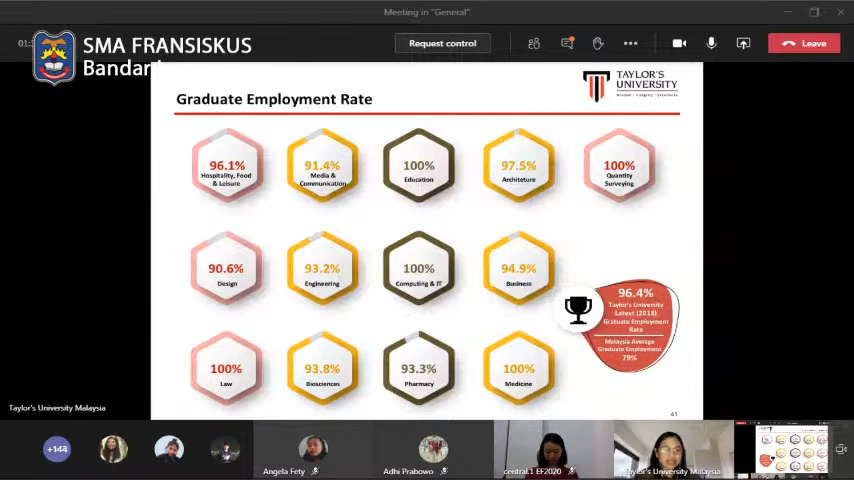 Meeting in "General"
SMA FRANSISKUS
Request control
Leave
TAYLOR'S
UNIVERSITY
Graduate Employment Rate
96.1%
Hospitality, Food
& Leisure
91.4%
Media &
Communication
100%
Education
97.5%
Architeture
100%
Quantity
Surveying
90.6%
Design
93.2%
Engineering
100%
Computing & IT
94.9%
Business
96.4%
Taylor's University
Latest (2018)
Gratuate Employment
Rate
Malaysia Average
Graduate Employment
79%
100%
Law
93.8%
Biosciences
93.3%
Pharmacy
100%
Medicine
41
Taylor's University Malaysia
+144
Angela Fety
Adhi Prabowo
central.1 EF2020
Taylor's University Malaysia